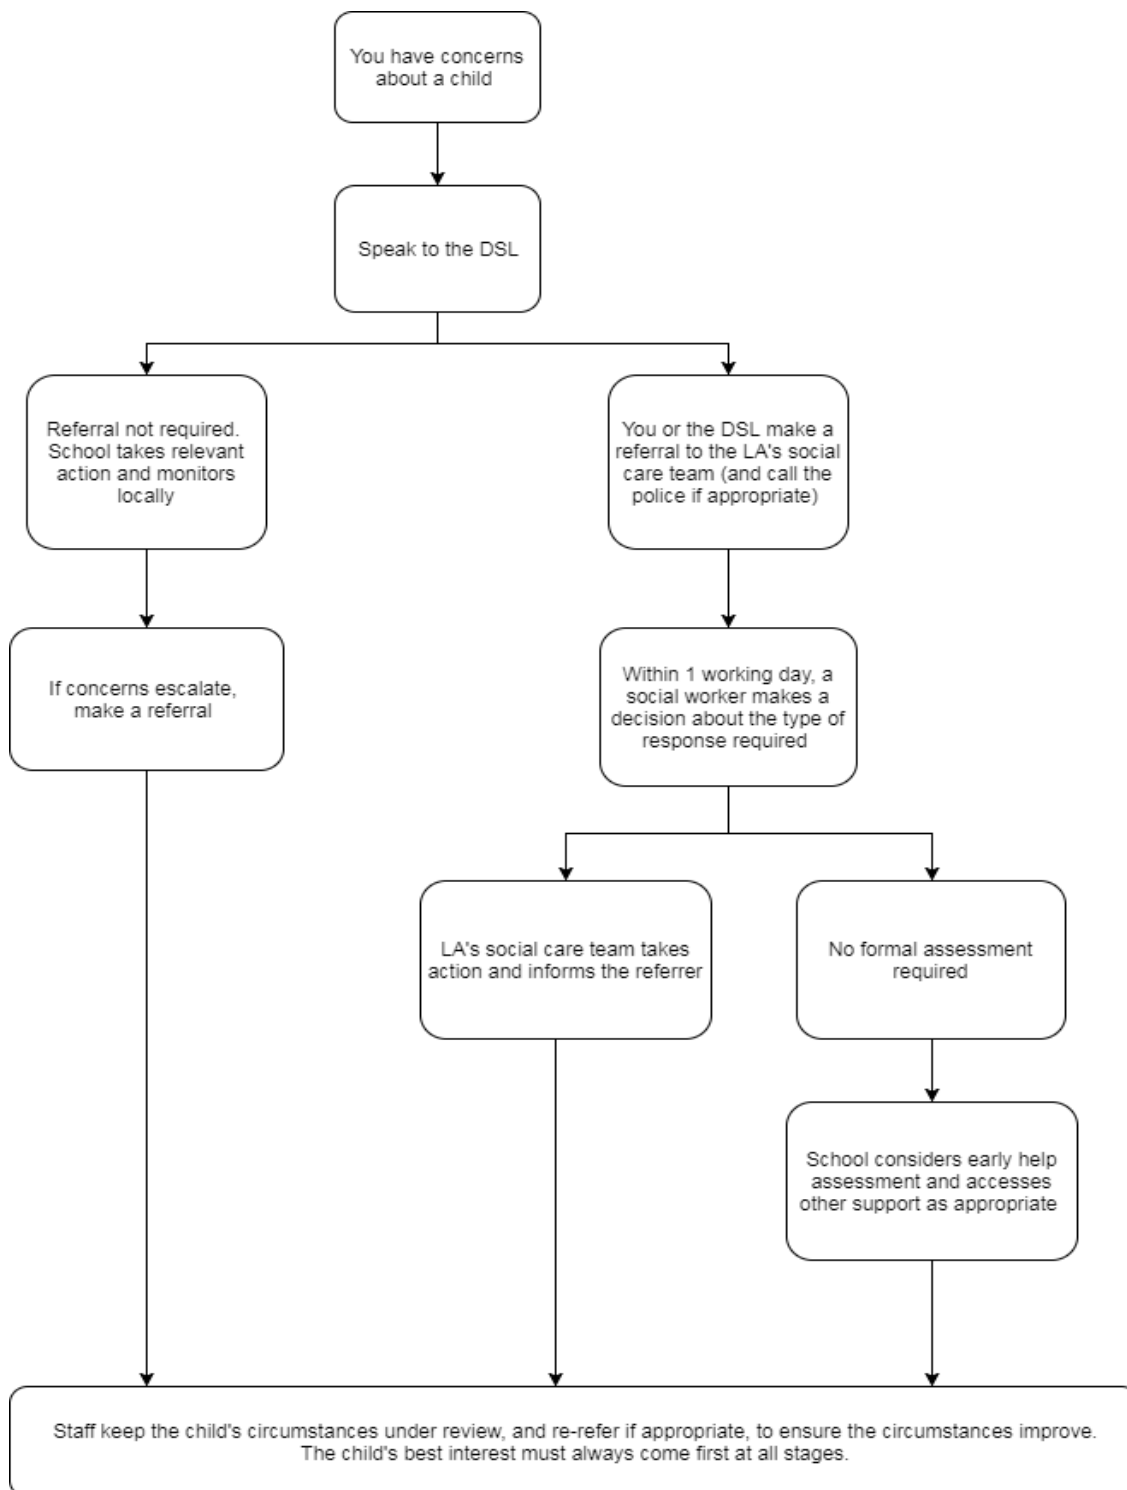 You have concerns
about a child
Speak to the DSL
Referral not required.
School takes relevant
action and monitors
locally
You or the DSL make a
referral to the LA's social
care team (and call the
police if appropriate)
If concerns escalate,
make a referral
Within 1 working day, a
social worker makes a
decision about the type of
response required
LA's social care team takes
action and informs the referrer
No formal assessment
required
School considers early help
assessment and accesses
other support as appropriate
Staff keep the child's circumstances under review, and re-refer if appropriate, to ensure the circumstances improve.
The child's best interest must always come first at all stages.